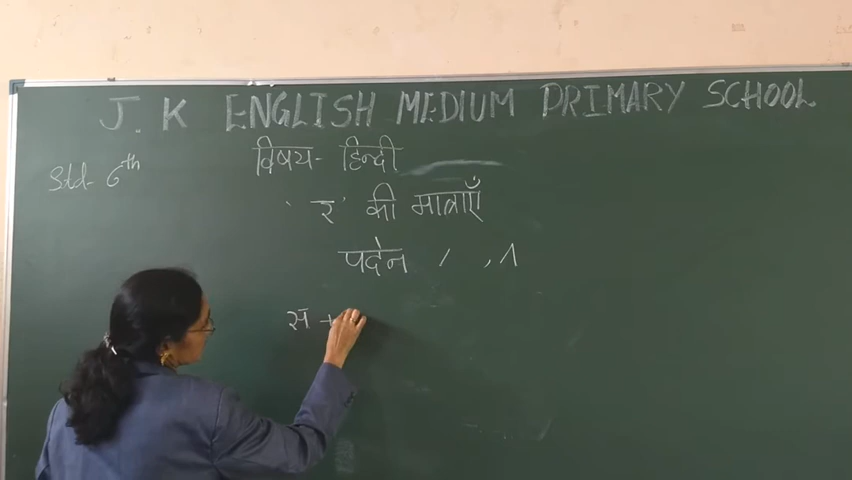 J. K ENGLISH MEDIUM PRIMARY SCHOOL
Std- 6th
विषय- हिन्दी
'र' की मात्राएँ
पदेन / , ʌ
स +